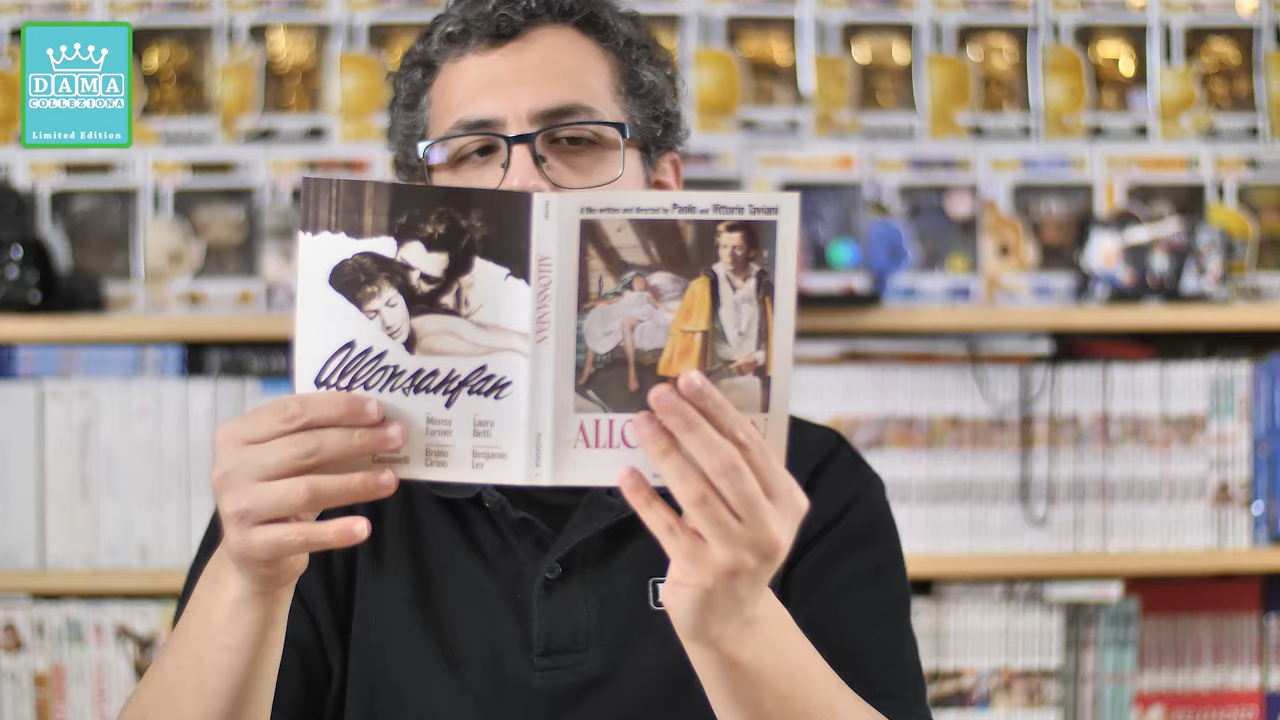 DAMA
COLLEZIONA
Limited Edition
A film written and directed by Paolo and Vittorio Taviani
ALLONSANFAN
Allonsanfan
Mimsy Farmer
Laura Betti
Bruno Cirino
Benjamin Lev